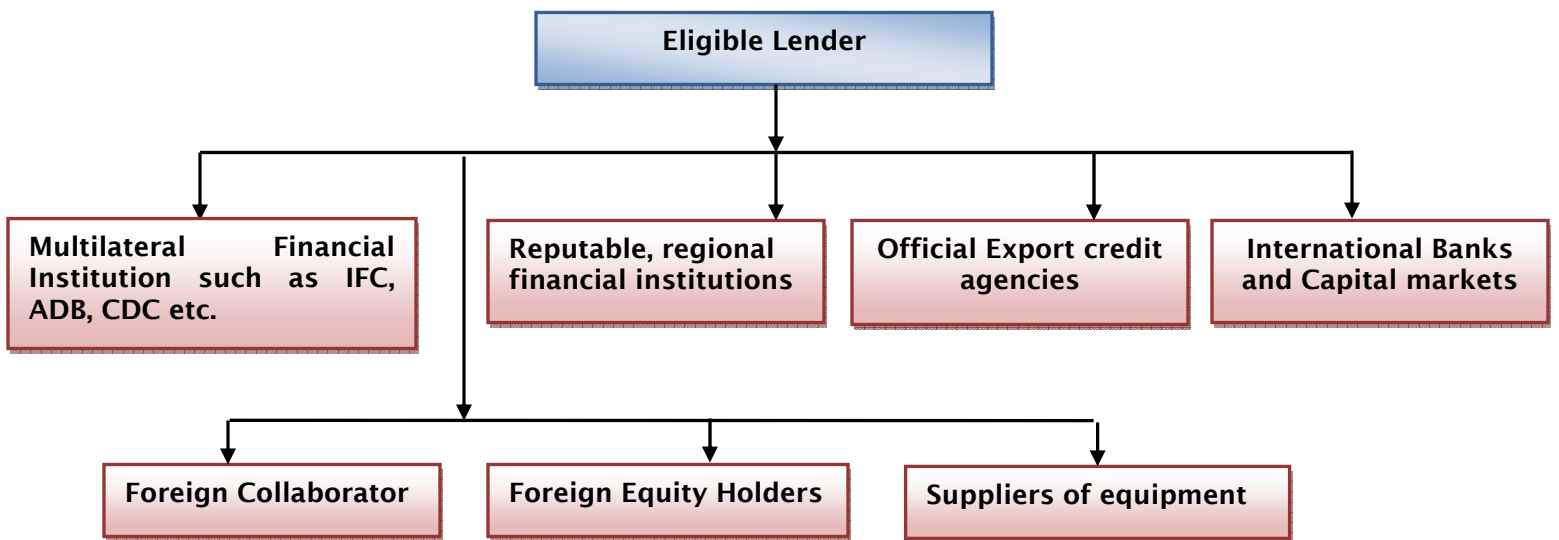 Eligible Lender
Multilateral Financial
Institution such as IFC,
ADB, CDC etc.
Reputable, regional
financial institutions
Official Export credit
agencies
International Banks
and Capital markets
Foreign Collaborator
Foreign Equity Holders
Suppliers of equipment